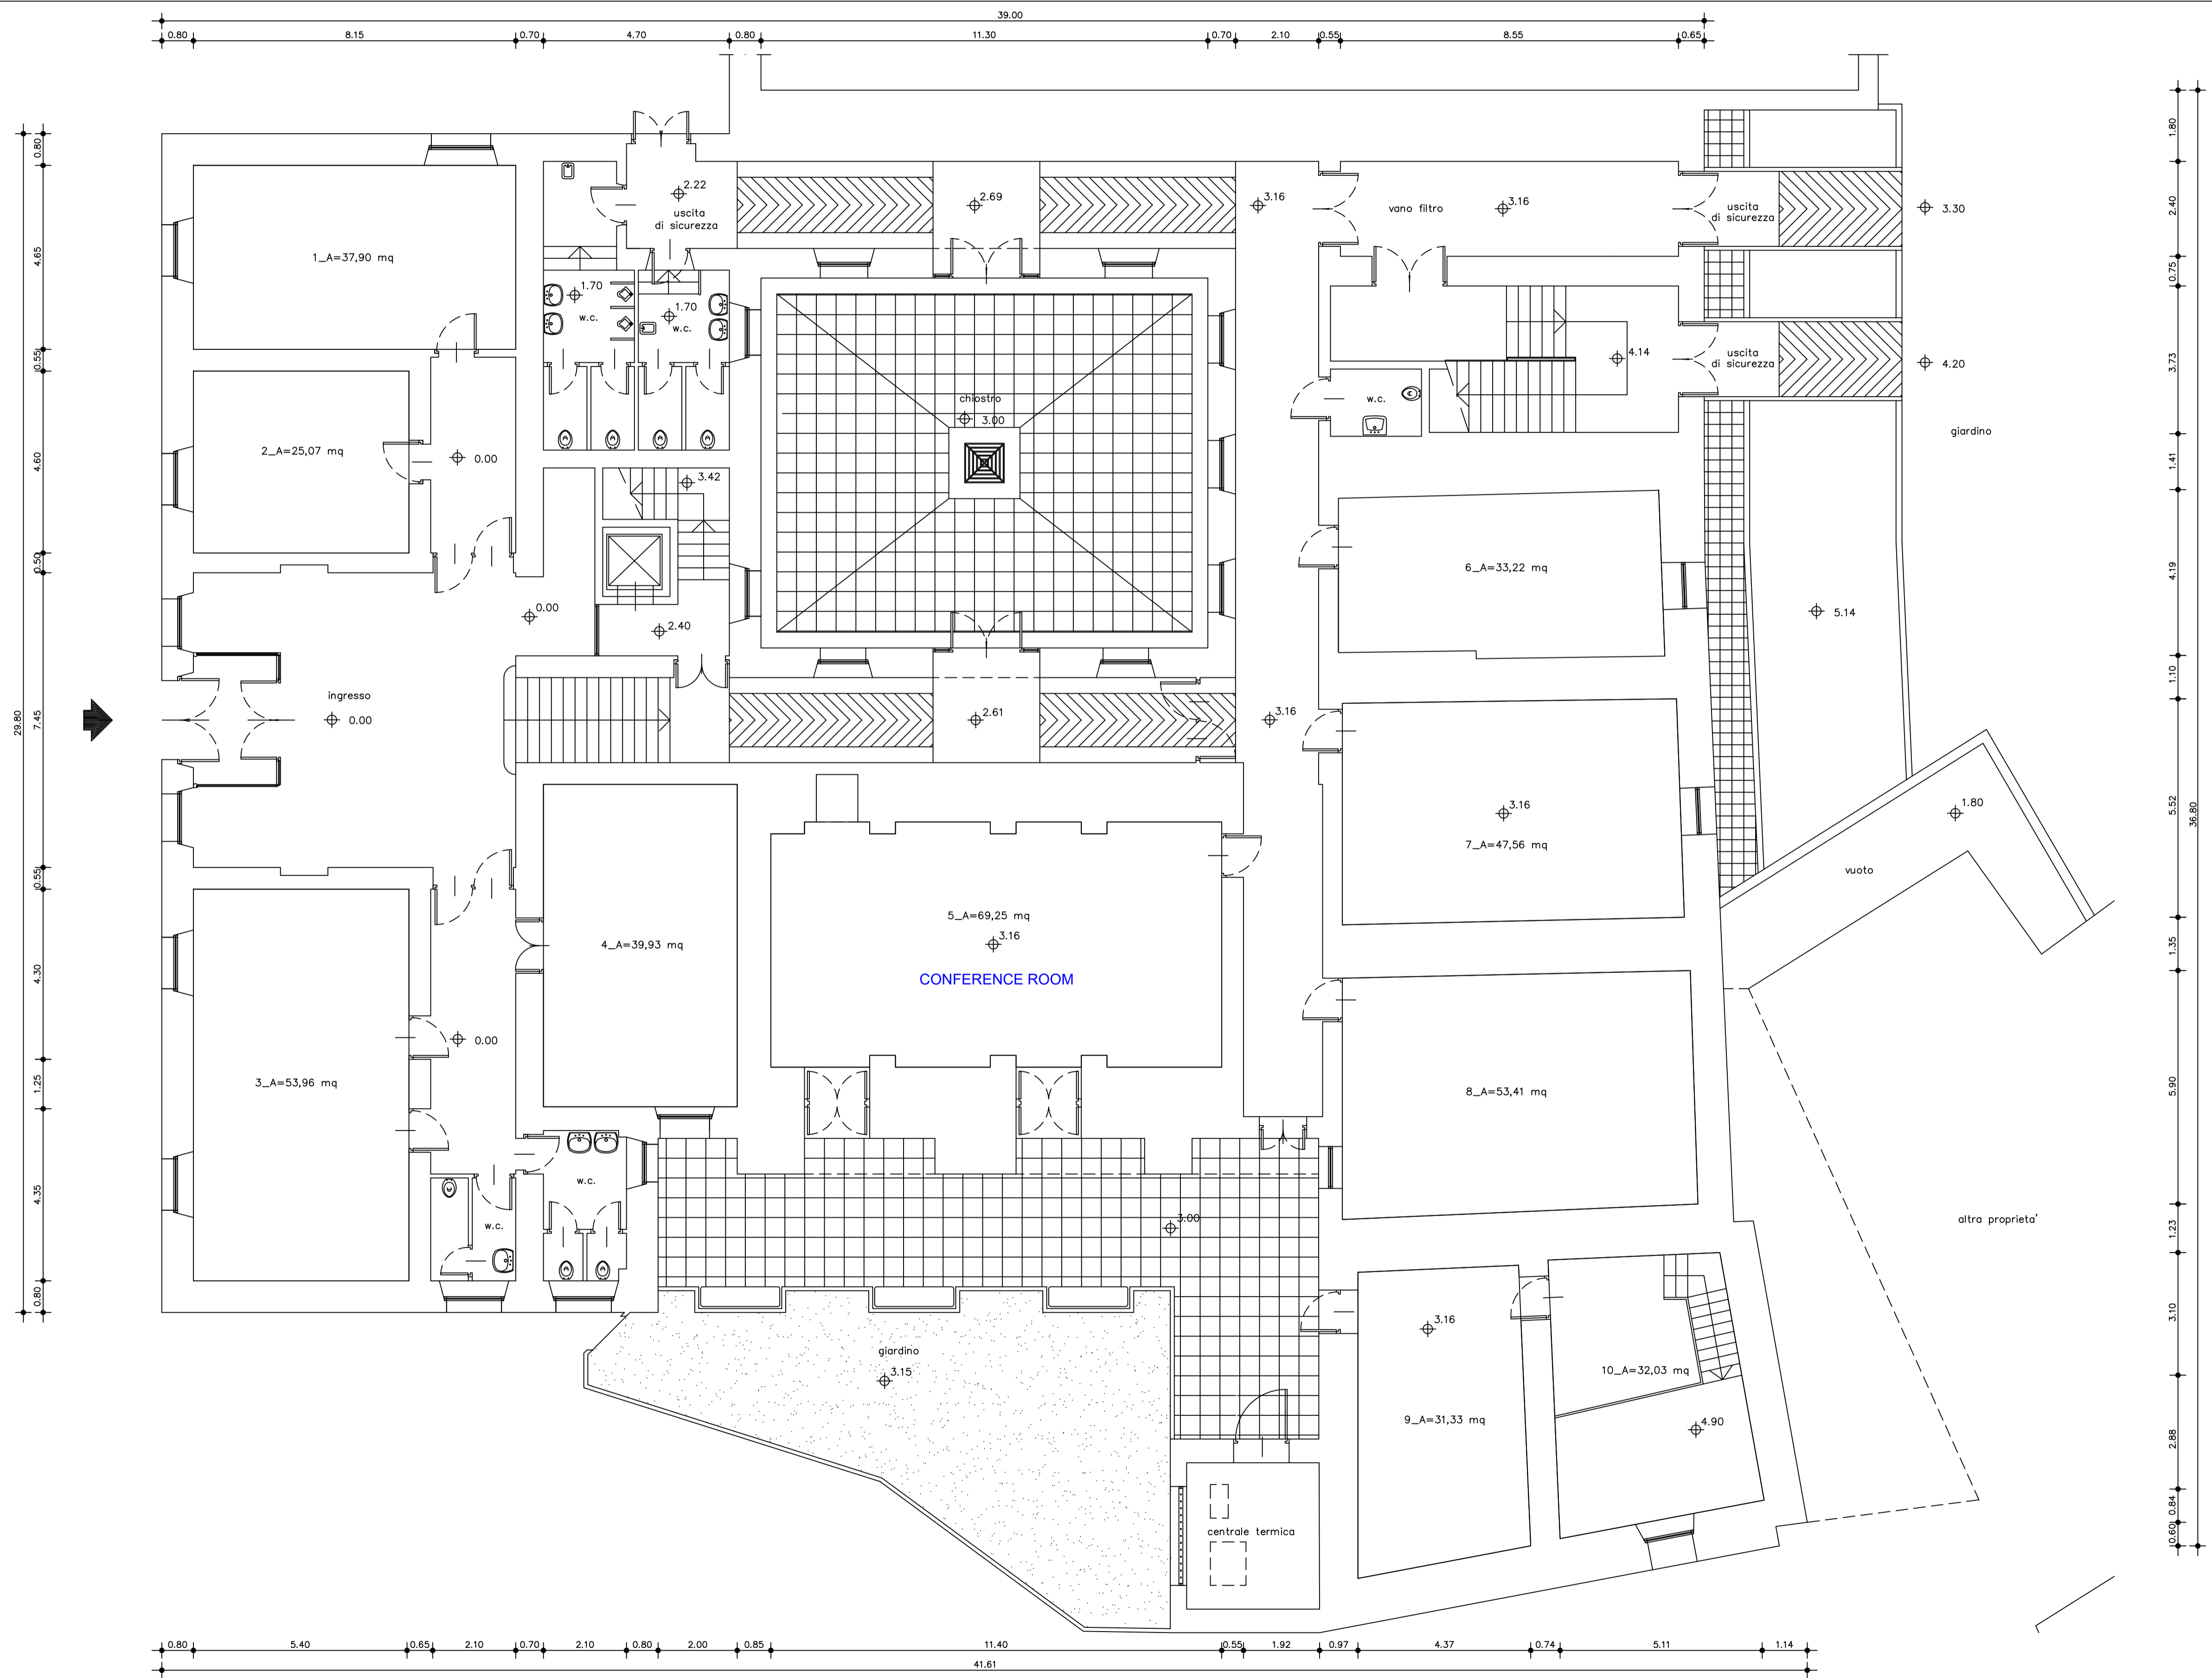 39.00
0.80 8.15 0.70 4.70 0.80 11.30 0.70 2.10 0.55 8.55 0.65
29.80
0.80
4.65
0.55
4.60
0.50
7.45
0.55
4.30
1.25
4.35
0.80
1_A=37,90 mq
2_A=25,07 mq
0.00
2.22
uscita
di sicurezza
1.70
w.c.
1.70
w.c.
3.42
2.40
0.00
ingresso
0.00
2.69
chiostro
3.00
2.61
3.16
vano filtro
3.16
uscita
di sicurezza
3.30
4.14
uscita
di sicurezza
4.20
w.c.
giardino
6_A=33,22 mq
5.14
3.16
3.16
7_A=47,56 mq
1.80
vuoto
4_A=39,93 mq
5_A=69,25 mq
3.16
CONFERENCE ROOM
3_A=53,96 mq
0.00
8_A=53,41 mq
w.c.
w.c.
3.00
altra proprieta'
giardino
3.15
3.16
9_A=31,33 mq
10_A=32,03 mq
4.90
centrale termica
1.80
2.40
0.75
3.73
1.41
4.19
1.10
5.52
1.35
5.90
1.23
3.10
2.88
0.84
0.60
36.80
0.80 5.40 0.65 2.10 0.70 2.10 0.80 2.00 0.85 11.40 0.55 1.92 0.97 4.37 0.74 5.11 1.14
41.61